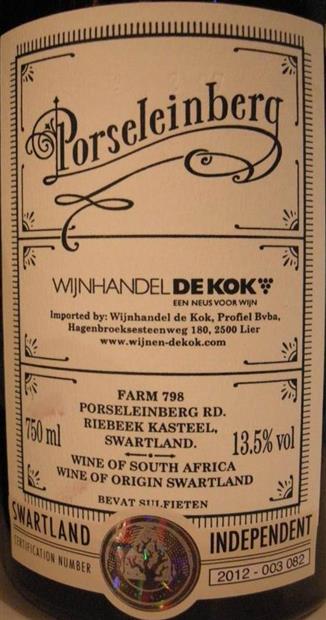 Porseleinberg
WIJNHANDEL DE KOK
EEN NEUS VOOR WIJN
Imported by: Wijnhandel de Kok, Profiel Bvba,
Hagenbroeksesteenweg 180, 2500 Lier
www.wijnen-dekok.com
FARM 798
PORSELEINBERG RD.
RIEBEEK KASTEEL,
SWARTLAND.
750 ml
13.5% vol
WINE OF SOUTH AFRICA
WINE OF ORIGIN SWARTLAND
BEVAT SULFIETEN
SWARTLAND INDEPENDENT
CERTIFICATION NUMBER
2012 - 003 082